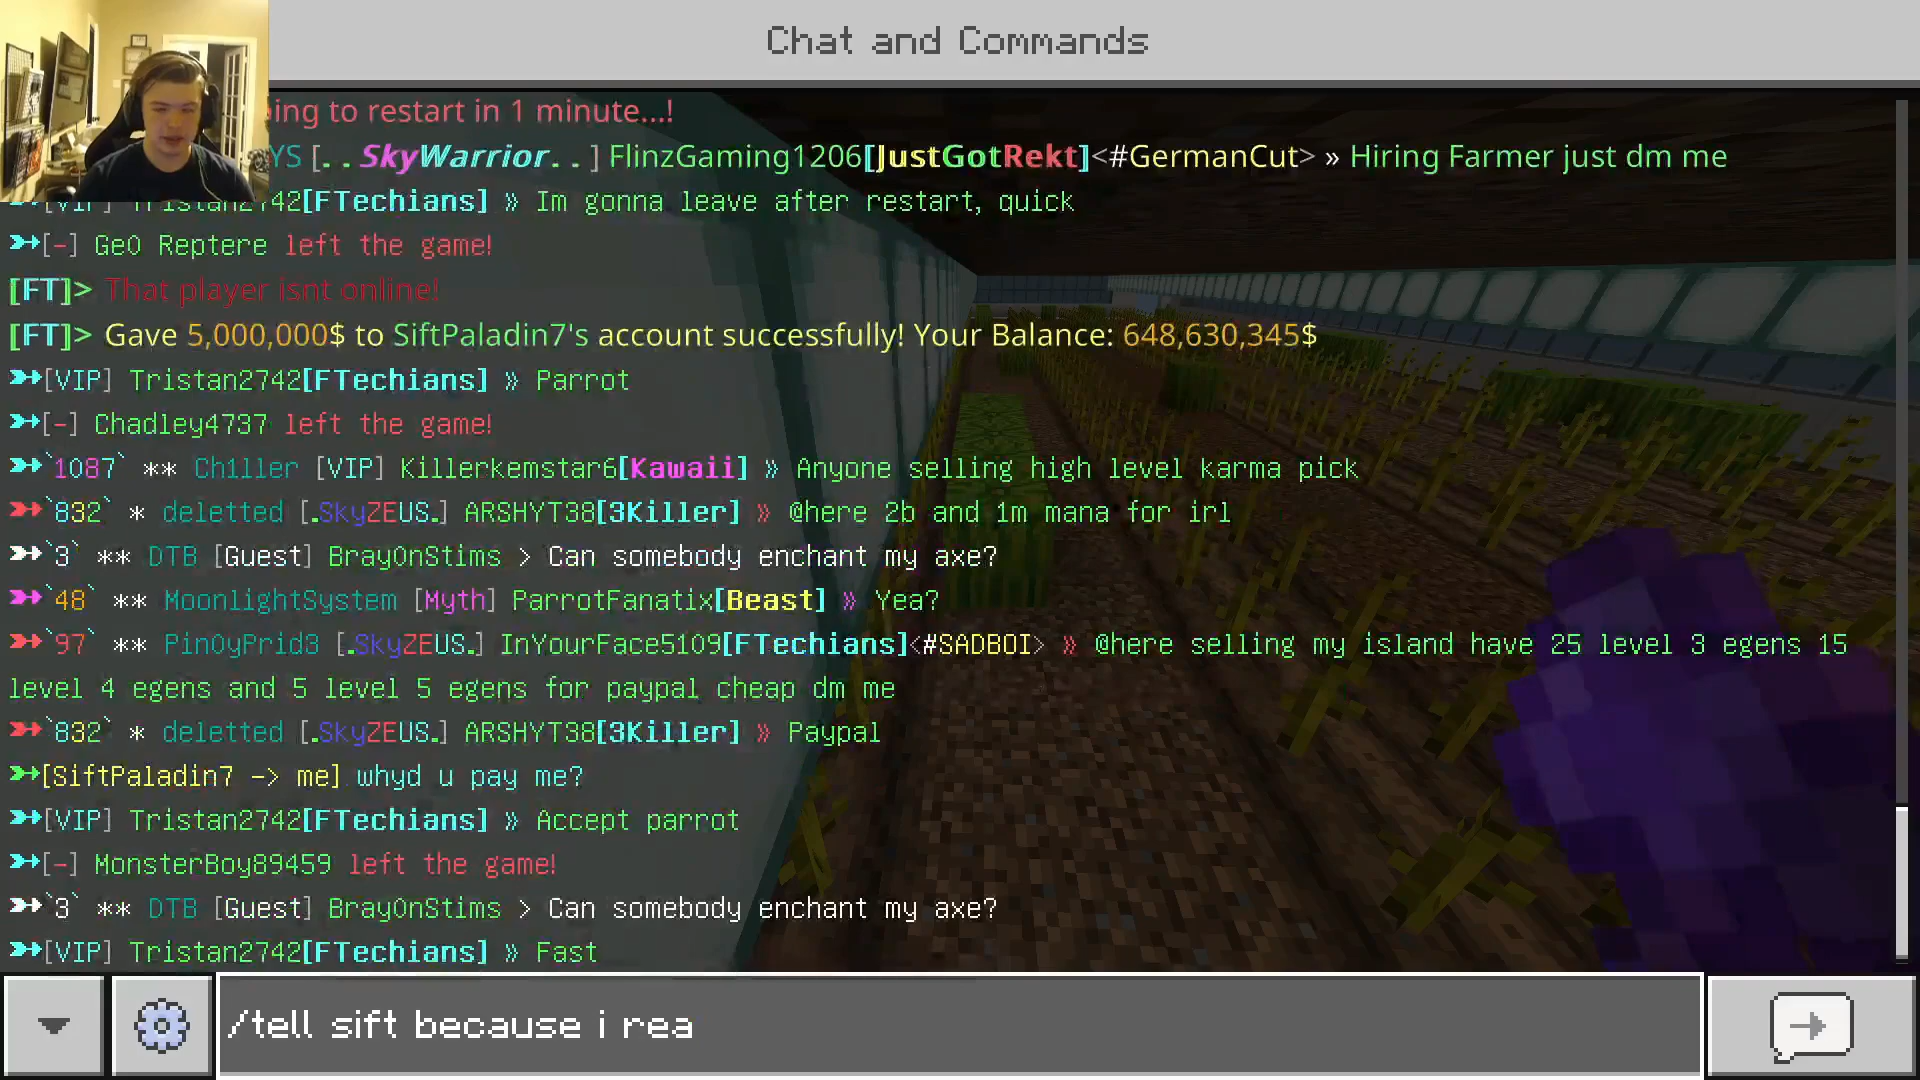 Chat and Commands
ing to restart in 1 minute...!
YS [..SkyWarrior..] FlinzGaming1206[JustGotRekt]<#GermanCut> » Hiring Farmer just dm me
[VIP] Tristan2742[FTechians] » Im gonna leave after restart, quick
[-] Ge0 Reptere left the game!
[FT]> That player isnt online!
[FT]> Gave 5,000,000$ to SiftPaladin7's account successfully! Your Balance: 648,630,345$
[VIP] Tristan2742[FTechians] » Parrot
[-] Chadley4737 left the game!
`1087` ** Ch1ller [VIP] Killerkemstar6[Kawaii] » Anyone selling high level karma pick
`832` * deletted [.SkyZEUS.] ARSHYT38[3Killer] » @here 2b and 1m mana for irl
`3` ** DTB [Guest] BrayOnStims > Can somebody enchant my axe?
`48` ** MoonlightSystem [Myth] ParrotFanatix[Beast] » Yea?
`97` ** PinOyPrid3 [.SkyZEUS.] InYourFace5109[FTechians]<#SADBOI> » @here selling my island have 25 level 3 egens 15
level 4 egens and 5 level 5 egens for paypal cheap dm me
`832` * deletted [.SkyZEUS.] ARSHYT38[3Killer] » Paypal
[SiftPaladin7 -> me] whyd u pay me?
[VIP] Tristan2742[FTechians] » Accept parrot
[-] MonsterBoy89459 left the game!
`3` ** DTB [Guest] BrayOnStims > Can somebody enchant my axe?
[VIP] Tristan2742[FTechians] » Fast
/tell sift because i rea